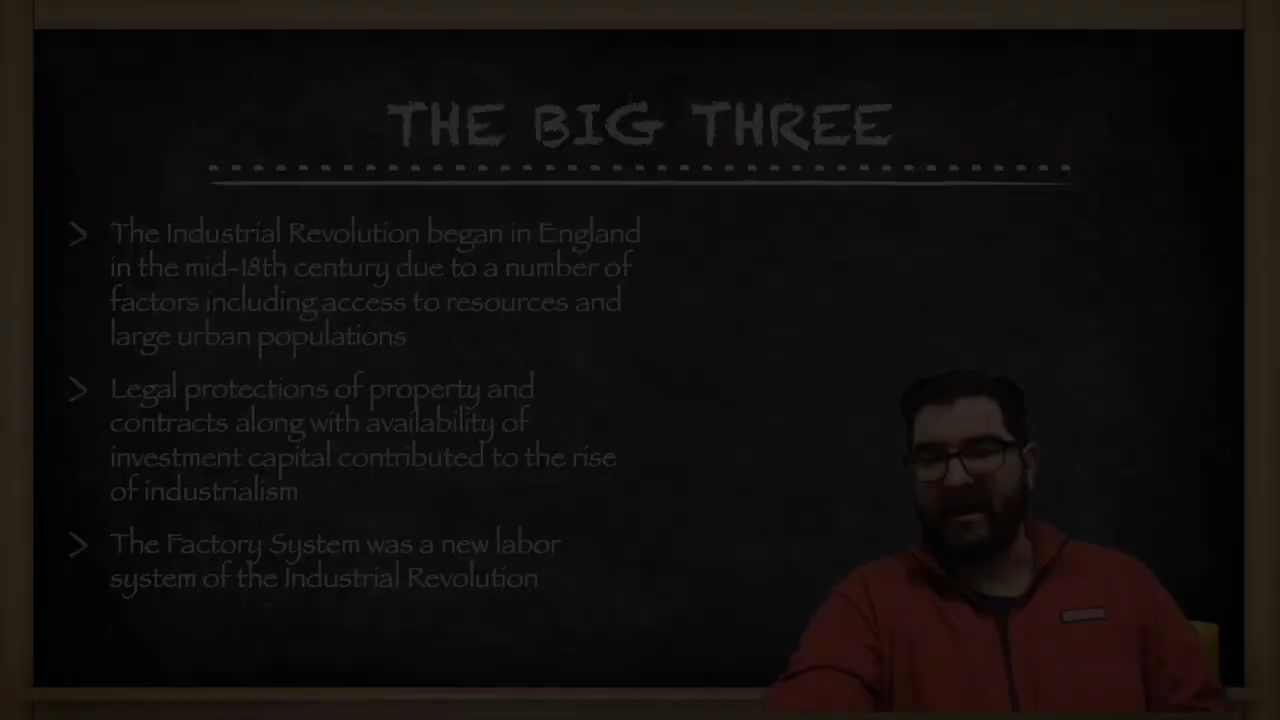 THE BIG THREE
The Industrial Revolution began in England
in the mid-18th century due to a number of
factors including access to resources and
large urban populations
Legal protections of property and
contracts along with availability of
investment capital contributed to the rise
of industrialism
The Factory System was a new labor
system of the Industrial Revolution